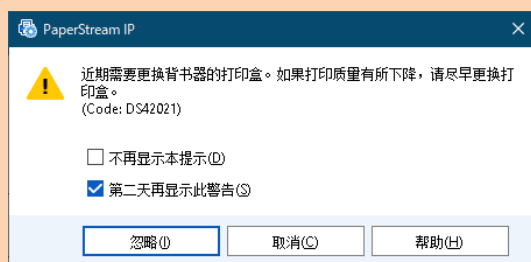 PaperStream IP
近期需要更换背书器的打印盒。如果打印质量有所下降，请尽早更换打
印盒。
(Code: DS42021)
不再显示本提示(D)
第二天再显示此警告(S)
忽略(I)
取消(C)
帮助(H)